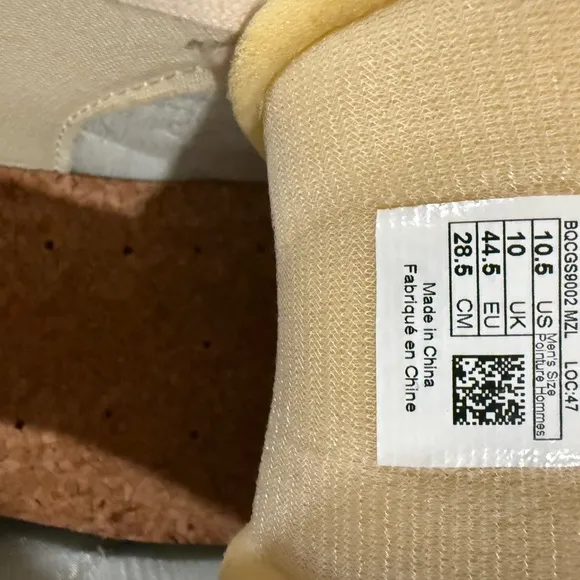 BQCGS9002 MZL LOC:47
10.5 US Men's Size
Pointure Hommes
10 UK
44.5 EU
28.5 CM
Made in China
Fabriqué en Chine